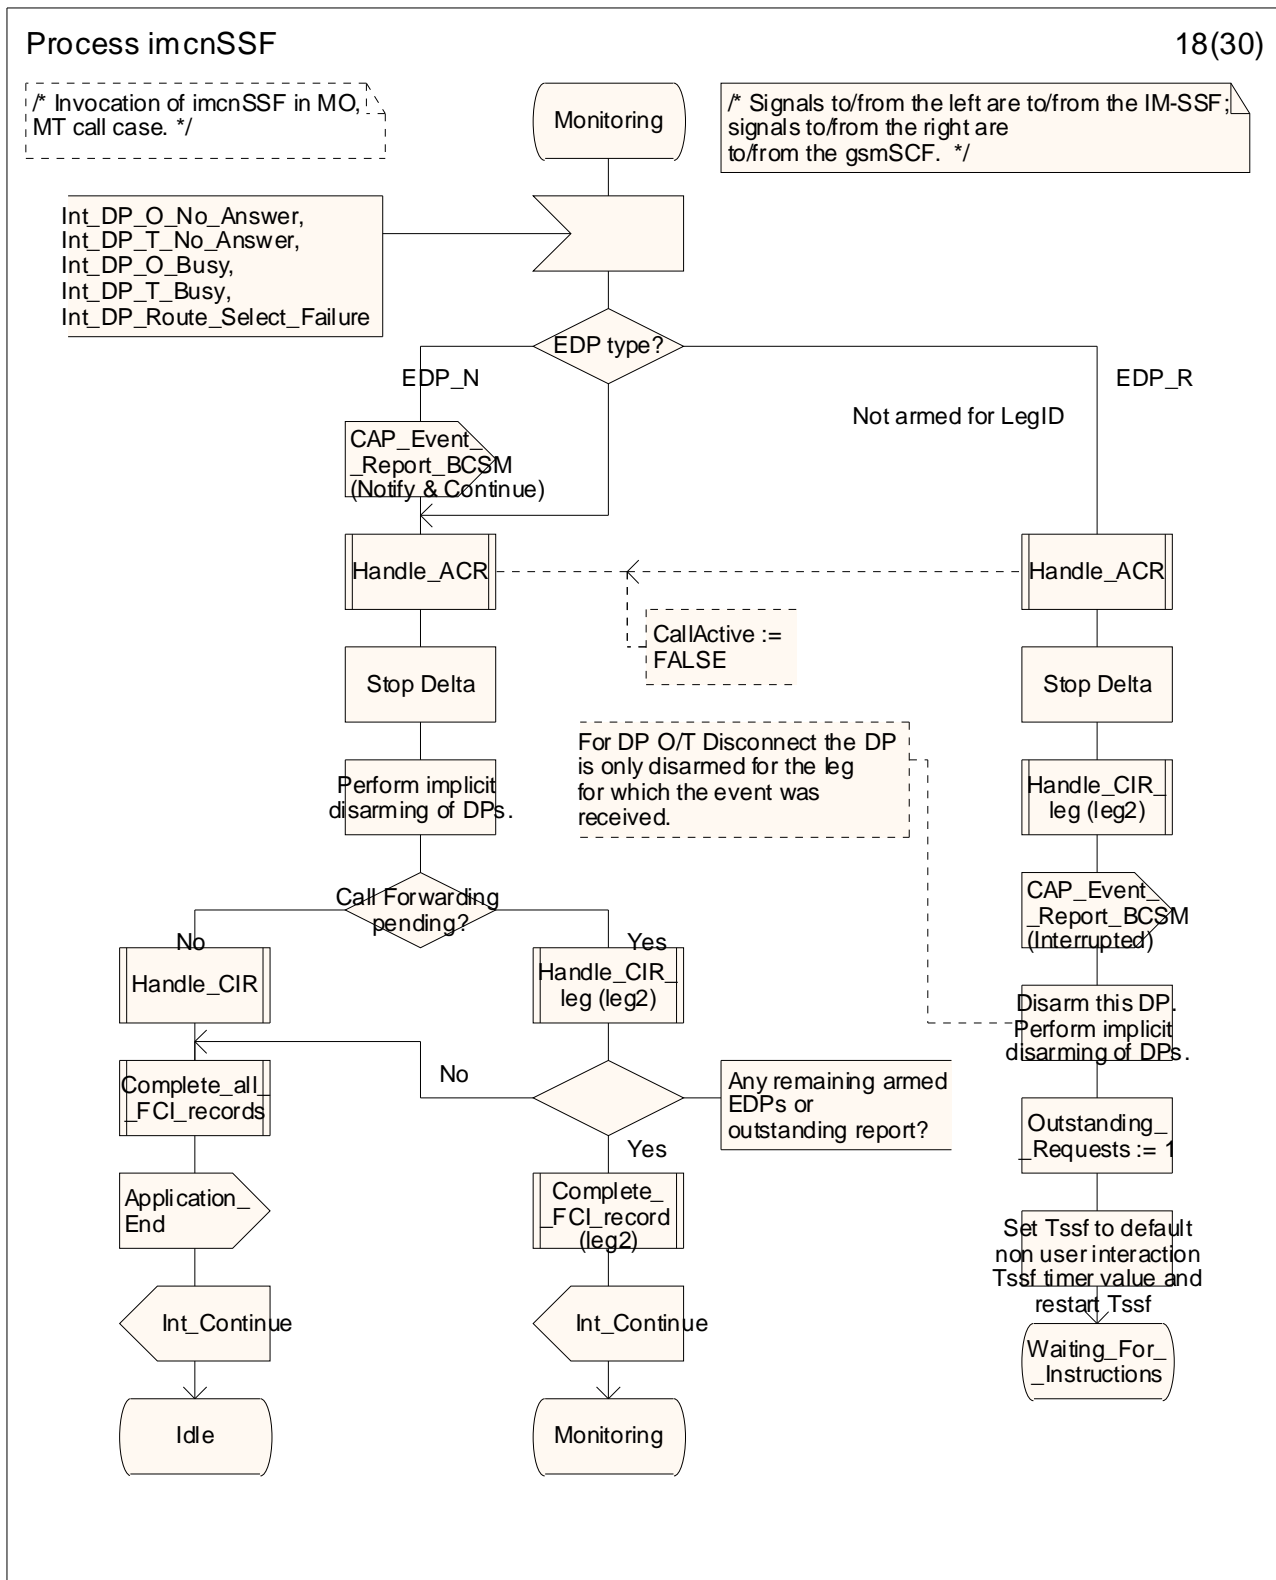 Process imcnSSF
18(30)
/* Invocation of imcnSSF in MO,
MT call case. */
Monitoring
/* Signals to/from the left are to/from the IM-SSF;
signals to/from the right are
to/from the gsmSCF. */
Int_DP_O_No_Answer,
Int_DP_T_No_Answer,
Int_DP_O_Busy,
Int_DP_T_Busy,
Int_DP_Route_Select_Failure
EDP type?
EDP_N
EDP_R
Not armed for LegID
CAP_Event_
_Report_BCSM
(Notify & Continue)
Handle_ACR
Handle_ACR
CallActive :=
FALSE
Stop Delta
Stop Delta
For DP O/T Disconnect the DP
is only disarmed for the leg
for which the event was
received.
Perform implicit
disarming of DPs.
Handle_CIR_
leg (leg2)
Call Forwarding
pending?
CAP_Event_
_Report_BCSM
(Interrupted)
No
Yes
Handle_CIR
Handle_CIR_
leg (leg2)
Disarm this DP.
Perform implicit
disarming of DPs.
No
Complete_all_
_FCI_records
Any remaining armed
EDPs or
outstanding report?
Outstanding_
_Requests := 1
Yes
Application_
End
Complete_
_FCI_record
(leg2)
Set Tssf to default
non user interaction
Tssf timer value and
restart Tssf
Int_Continue
Int_Continue
Waiting_For_
_Instructions
Idle
Monitoring